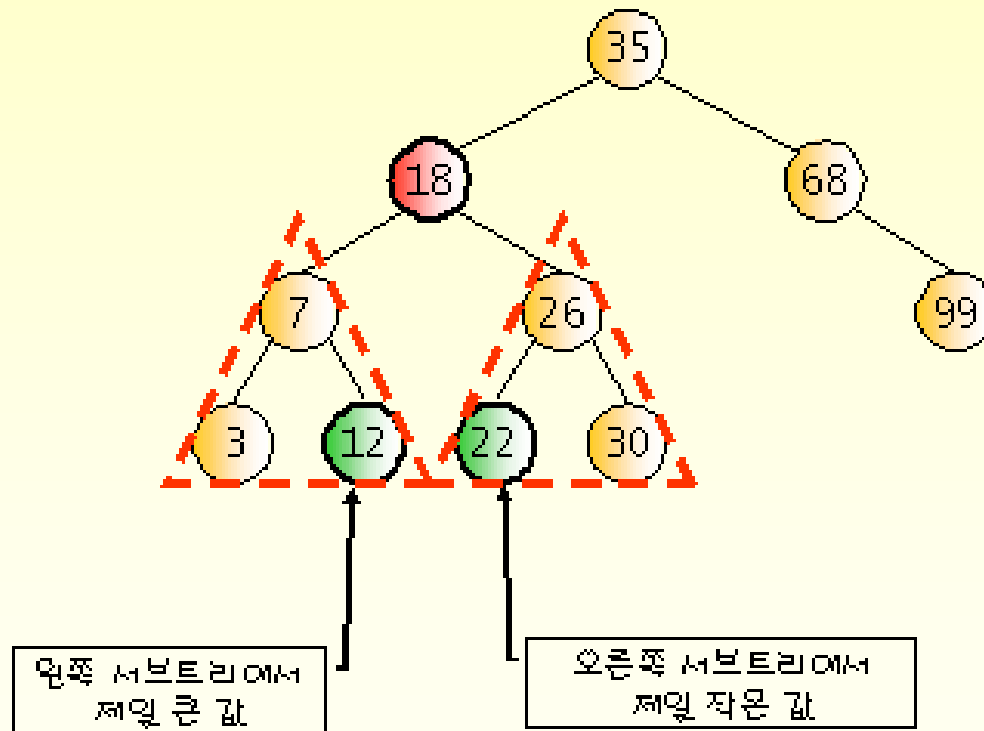 35
18
68
7
26
99
3
12
22
30
왼쪽 서브트리에서
제일 큰 값
오른쪽 서브트리에서
제일 작은 값